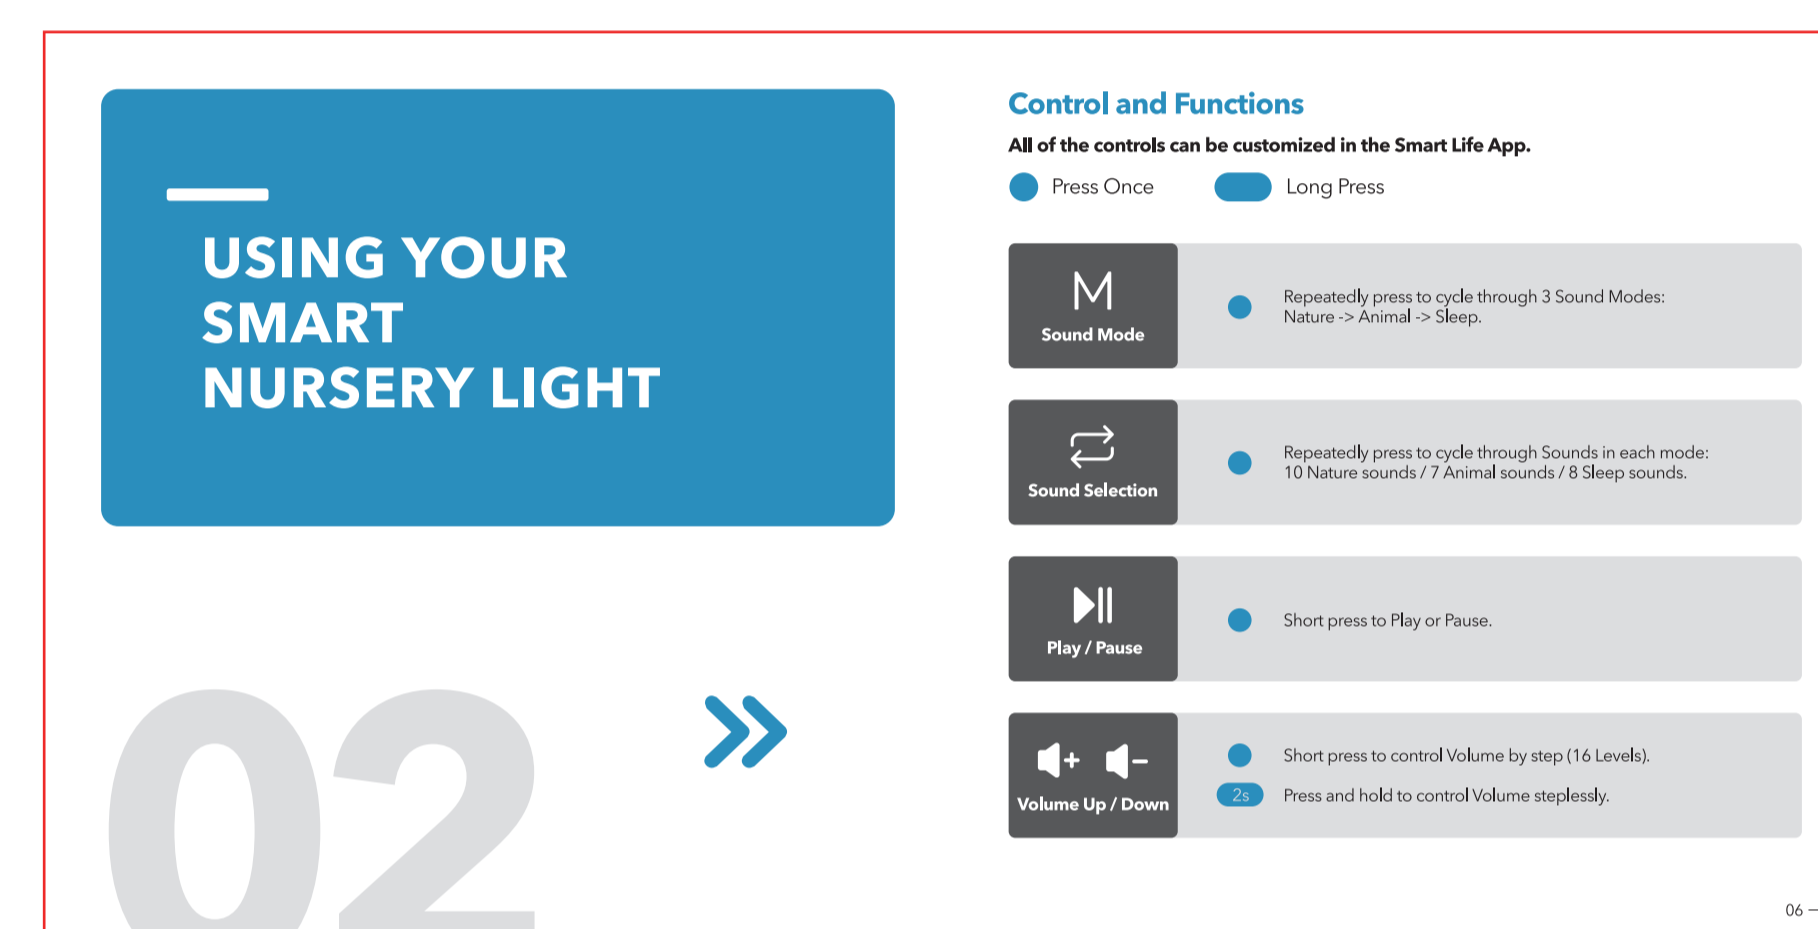 USING YOUR
SMART
NURSERY LIGHT
02
Control and Functions
All of the controls can be customized in the Smart Life App.
Press Once Long Press
M
Sound Mode
Repeatedly press to cycle through 3 Sound Modes:
Nature -> Animal -> Sleep.
Sound Selection
Repeatedly press to cycle through Sounds in each mode:
10 Nature sounds / 7 Animal sounds / 8 Sleep sounds.
Play / Pause
Short press to Play or Pause.
Volume Up / Down
Short press to control Volume by step (16 Levels).
2s Press and hold to control Volume steplessly.
06 —